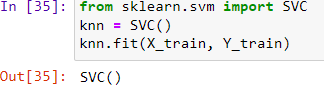 In [35]: from sklearn.svm import SVC
knn = SVC()
knn.fit(X_train, Y_train)
Out[35]: SVC()